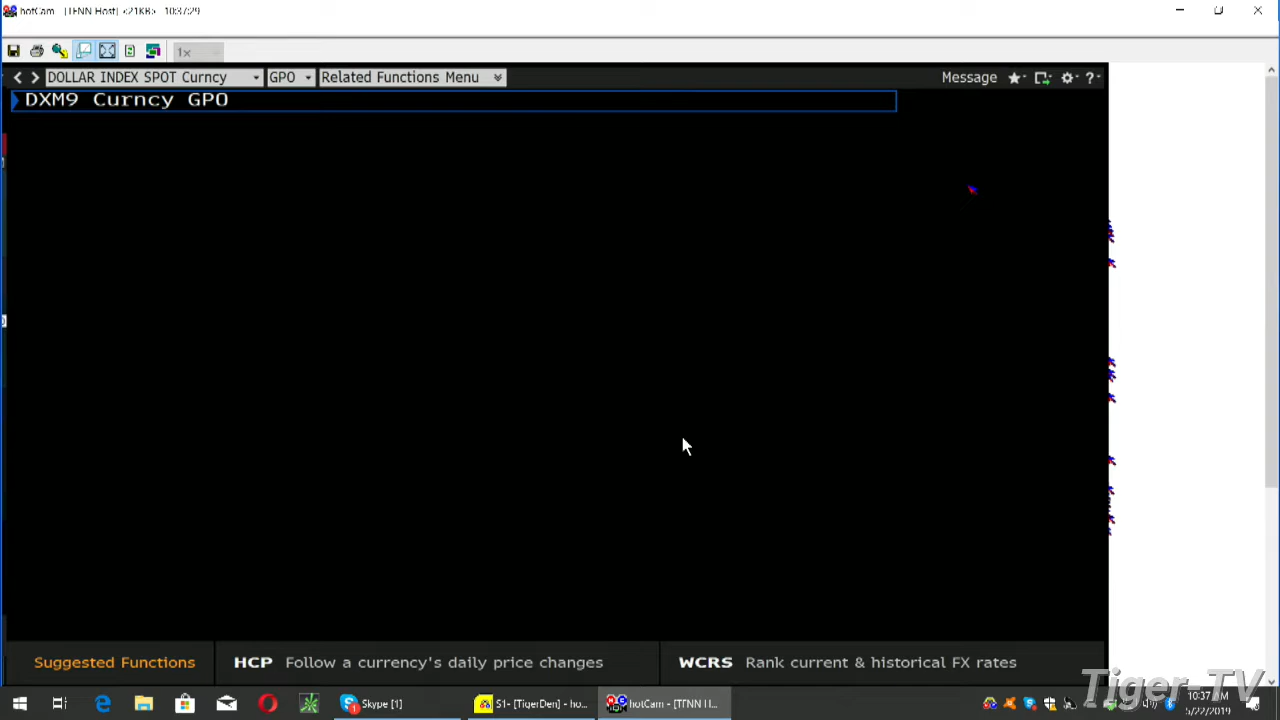 hotCam - [TFNN Host] <21KB> 10:37:29
1x
DOLLAR INDEX SPOT Curncy GPO Related Functions Menu Message
DXM9 Curncy GPO
Suggested Functions HCP Follow a currency's daily price changes WCRS Rank current & historical FX rates
Tiger-TV
Skype [1] S1- [TigerDen] - ho... hotCam - [TFNN H... 10:37 AM
5/22/2019